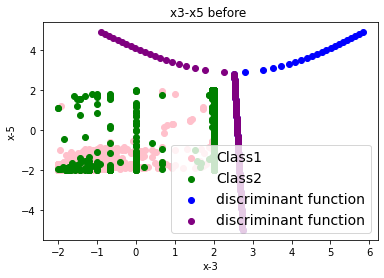 x3-x5 before
4
2
0
−2
−4
x-5
Class1
Class2
discriminant function
discriminant function
−2 −1 0 1 2 3 4 5 6
x-3